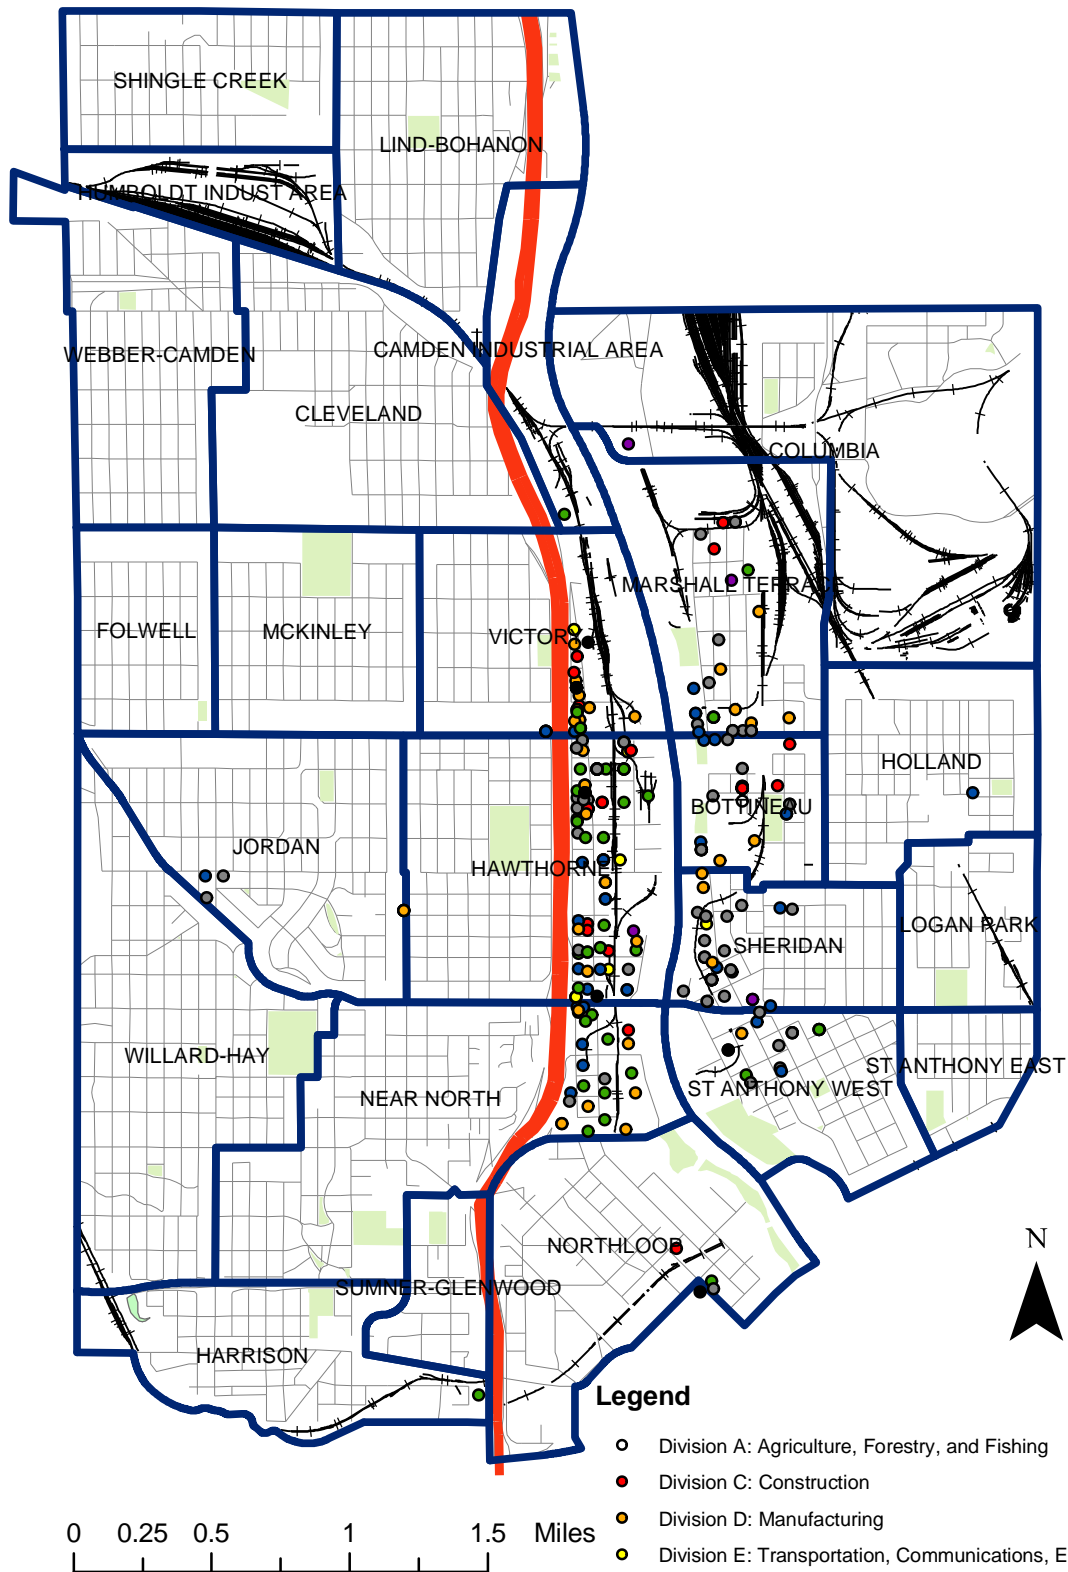 SHINGLE CREEK
LIND-BOHANON
HUMBOLDT INDUST AREA
WEBBER-CAMDEN
CAMDEN INDUSTRIAL AREA
CLEVELAND
COLUMBIA
MARSHALL TERRACE
FOLWELL
MCKINLEY
VICTORY
HOLLAND
BOTTINEAU
JORDAN
HAWTHORNE
LOGAN PARK
SHERIDAN
WILLARD-HAY
ST ANTHONY EAST
NEAR NORTH
ST ANTHONY WEST
NORTHLOOP
N
SUMNER-GLENWOOD
HARRISON
Legend
Division A: Agriculture, Forestry, and Fishing
Division C: Construction
Division D: Manufacturing
Division E: Transportation, Communications, E
0 0.25 0.5 1 1.5 Miles